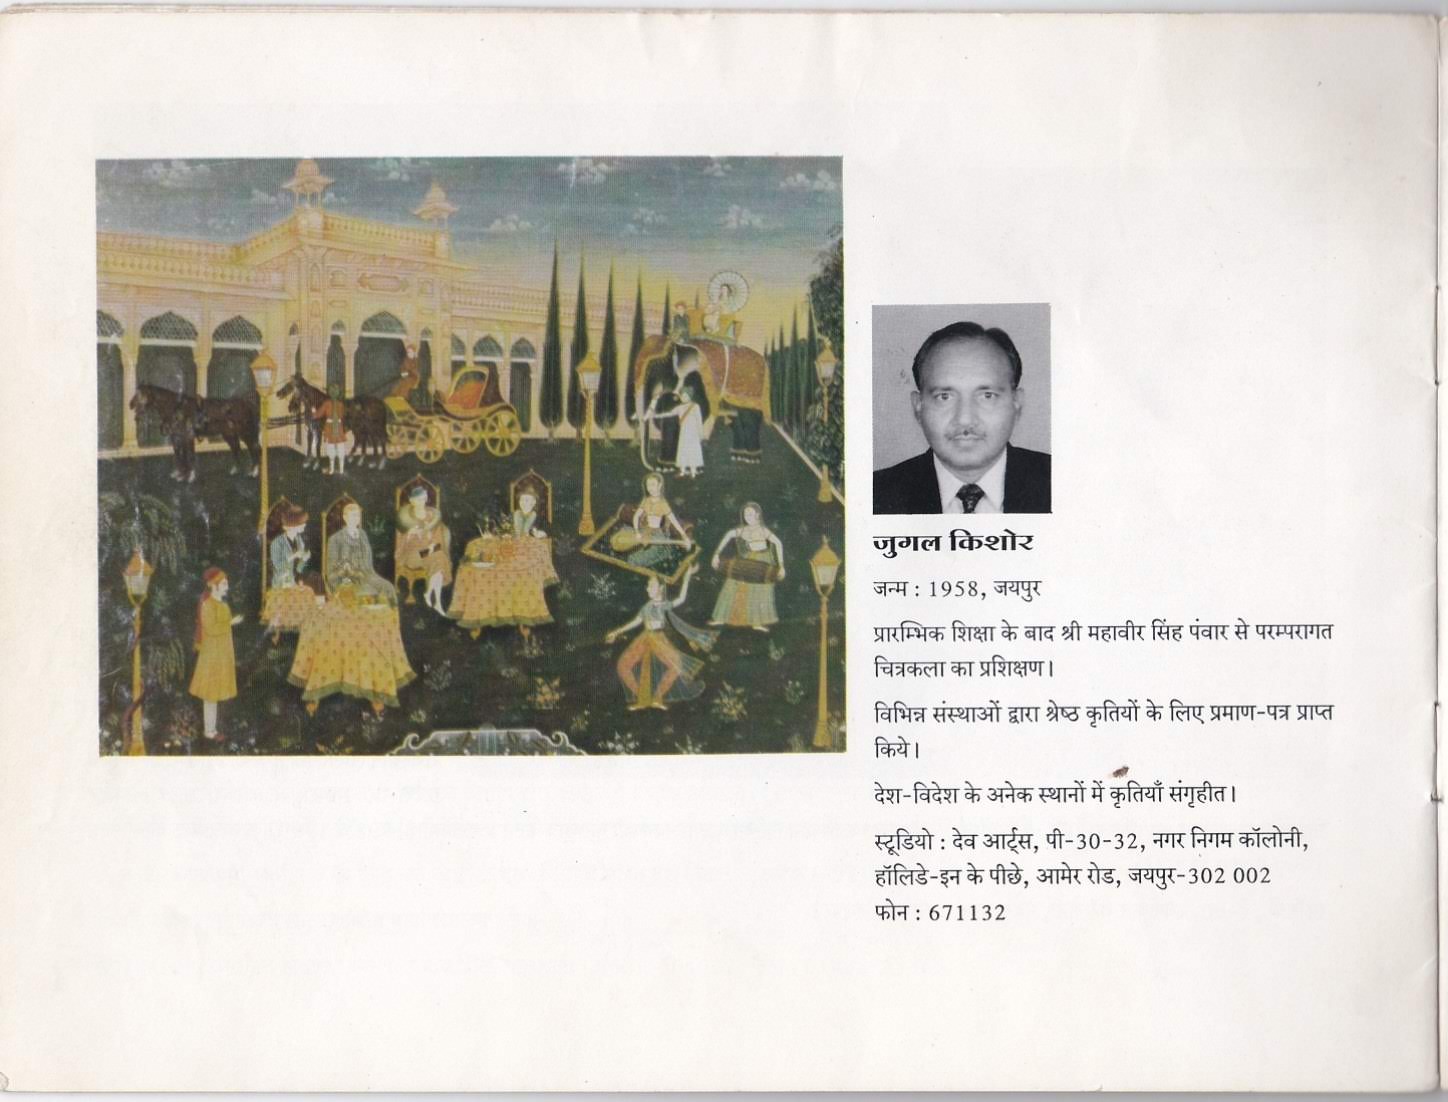 जुगल किशोर
जन्म : 1958, जयपुर
प्रारम्भिक शिक्षा के बाद श्री महावीर सिंह पंवार से परम्परागत
चित्रकला का प्रशिक्षण।
विभिन्न संस्थाओं द्वारा श्रेष्ठ कृतियों के लिए प्रमाण-पत्र प्राप्त
किये।
देश-विदेश के अनेक स्थानों में कृतियाँ संगृहीत।
स्टूडियो : देव आर्ट्स, पी-30-32, नगर निगम कॉलोनी,
हॉलिडे-इन के पीछे, आमेर रोड, जयपुर-302 002
फोन : 671132